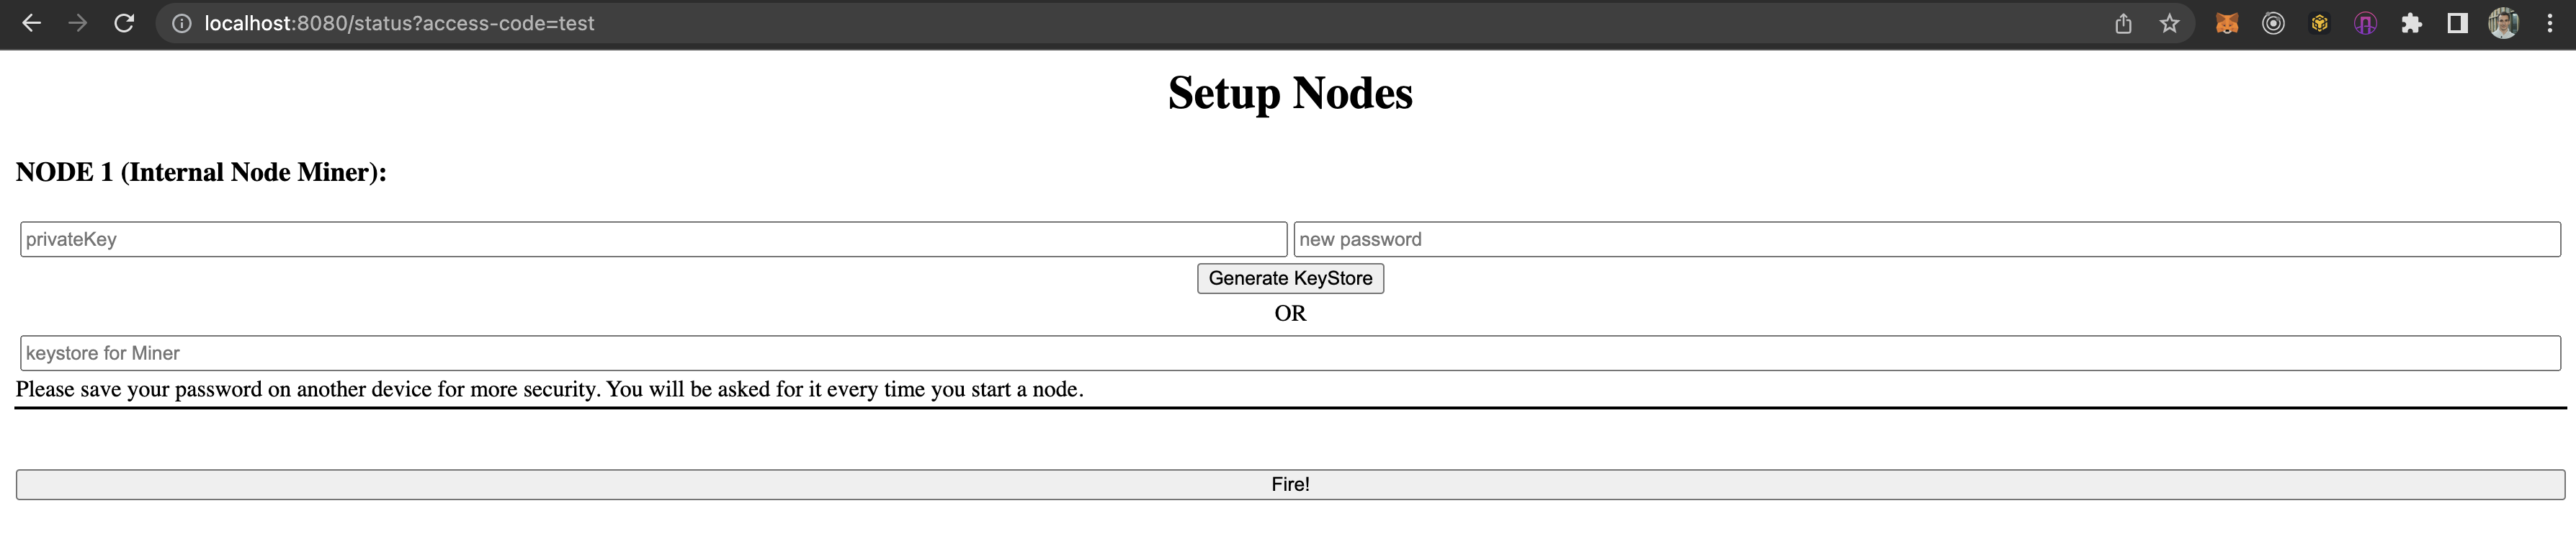 localhost:8080/status?access-code=test
Setup Nodes
NODE 1 (Internal Node Miner):
privateKey new password
Generate KeyStore
OR
keystore for Miner
Please save your password on another device for more security. You will be asked for it every time you start a node.
Fire!